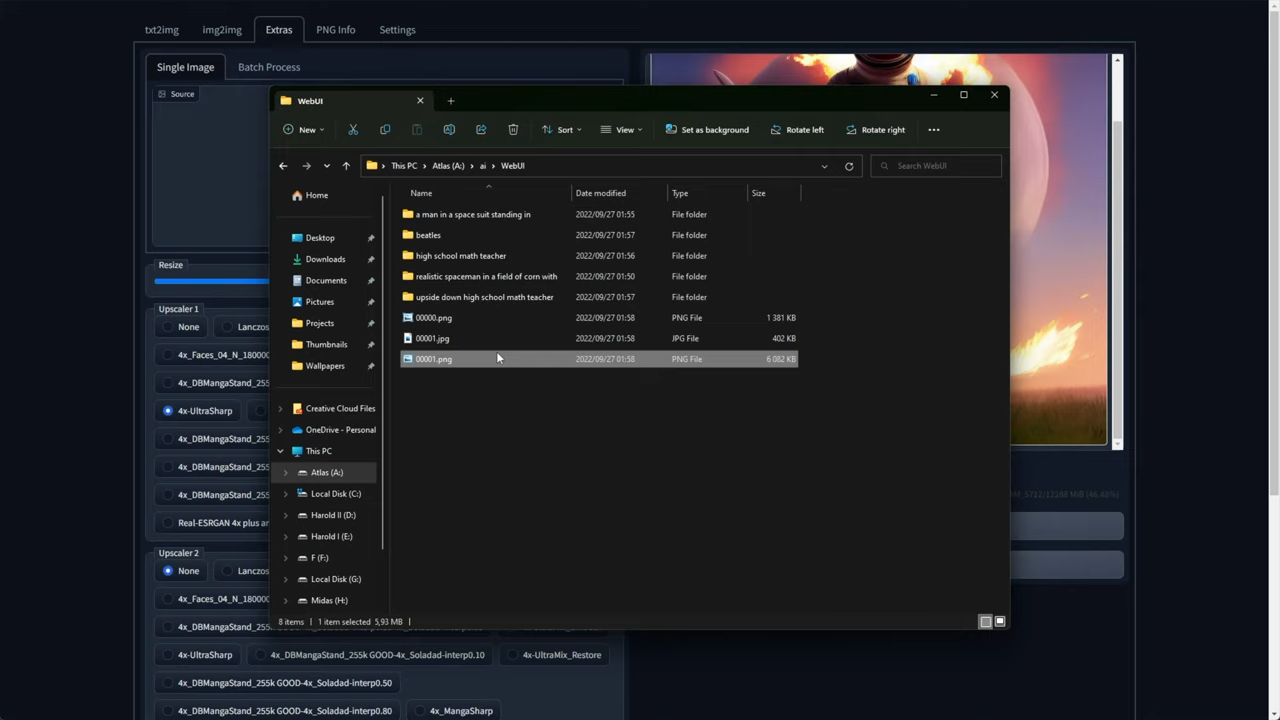 txt2img img2img Extras PNG Info Settings
Single Image Batch Process
Source
WebUI
New Sort View Set as background Rotate left Rotate right
This PC Atlas (A:) ai WebUI Search WebUI
Name Date modified Type Size
Home
a man in a space suit standing in 2022/09/27 01:55 File folder
beatles 2022/09/27 01:57 File folder
high school math teacher 2022/09/27 01:56 File folder
realistic spaceman in a field of corn with 2022/09/27 01:50 File folder
upside down high school math teacher 2022/09/27 01:57 File folder
00000.png 2022/09/27 01:58 PNG File 1 381 KB
00001.jpg 2022/09/27 01:58 JPG File 402 KB
00001.png 2022/09/27 01:58 PNG File 6 082 KB
Desktop
Downloads
Documents
Pictures
Projects
Thumbnails
Wallpapers
Creative Cloud Files
OneDrive - Personal
This PC
Atlas (A:)
Local Disk (C:)
Harold II (D:)
Harold I (E:)
F (F:)
Local Disk (G:)
Midas (H:)
8 items 1 item selected 5,93 MB
Resize
Upscaler 1
None Lanczos
4x_Faces_04_N_18000
4x_DBMangaStand_255
4x-UltraSharp
4x_DBMangaStand_255
4x_DBMangaStand_255
4x_DBMangaStand_255
Real-ESRGAN 4x plus an
Upscaler 2
None Lanczos
4x_Faces_04_N_18000
4x_DBMangaStand_255k
4x-UltraSharp 4x_DBMangaStand_255k GOOD-4x_Soladad-interp0.10 4x-UltraMix_Restore
4x_DBMangaStand_255k GOOD-4x_Soladad-interp0.50
4x_DBMangaStand_255k GOOD-4x_Soladad-interp0.80 4x_MangaSharp